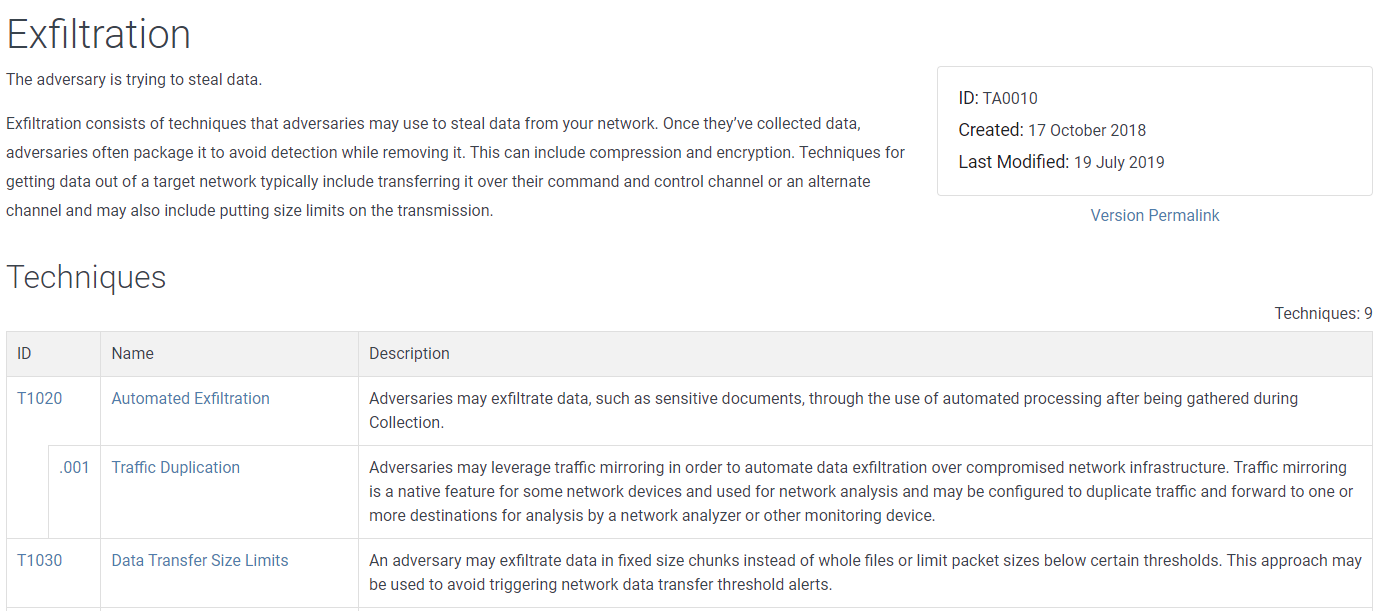 Exfiltration
The adversary is trying to steal data.
Exfiltration consists of techniques that adversaries may use to steal data from your network. Once they’ve collected data,
adversaries often package it to avoid detection while removing it. This can include compression and encryption. Techniques for
getting data out of a target network typically include transferring it over their command and control channel or an alternate
channel and may also include putting size limits on the transmission.
ID: TA0010
Created: 17 October 2018
Last Modified: 19 July 2019
Version Permalink
Techniques
Techniques: 9
ID Name Description
T1020 Automated Exfiltration Adversaries may exfiltrate data, such as sensitive documents, through the use of automated processing after being gathered during
Collection.
.001 Traffic Duplication Adversaries may leverage traffic mirroring in order to automate data exfiltration over compromised network infrastructure. Traffic mirroring
is a native feature for some network devices and used for network analysis and may be configured to duplicate traffic and forward to one or
more destinations for analysis by a network analyzer or other monitoring device.
T1030 Data Transfer Size Limits An adversary may exfiltrate data in fixed size chunks instead of whole files or limit packet sizes below certain thresholds. This approach may
be used to avoid triggering network data transfer threshold alerts.